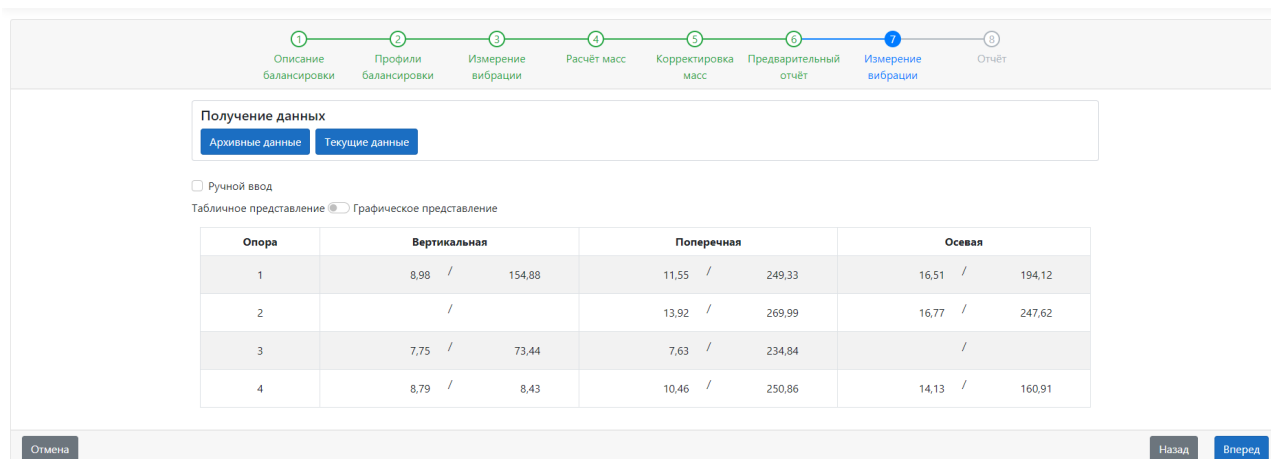 1 2 3 4 5 6 7 8
Описание Профили Измерение Расчёт масс Корректировка Предварительный Измерение Отчёт
балансировки балансировки вибрации масс отчёт вибрации
Получение данных
Архивные данные Текущие данные
Ручной ввод
Табличное представление Графическое представление
Опора Вертикальная Поперечная Осевая
1 8,98 / 154,88 11,55 / 249,33 16,51 / 194,12
2 / 13,92 / 269,99 16,77 / 247,62
3 7,75 / 73,44 7,63 / 234,84 /
4 8,79 / 8,43 10,46 / 250,86 14,13 / 160,91
Отмена Назад Вперед